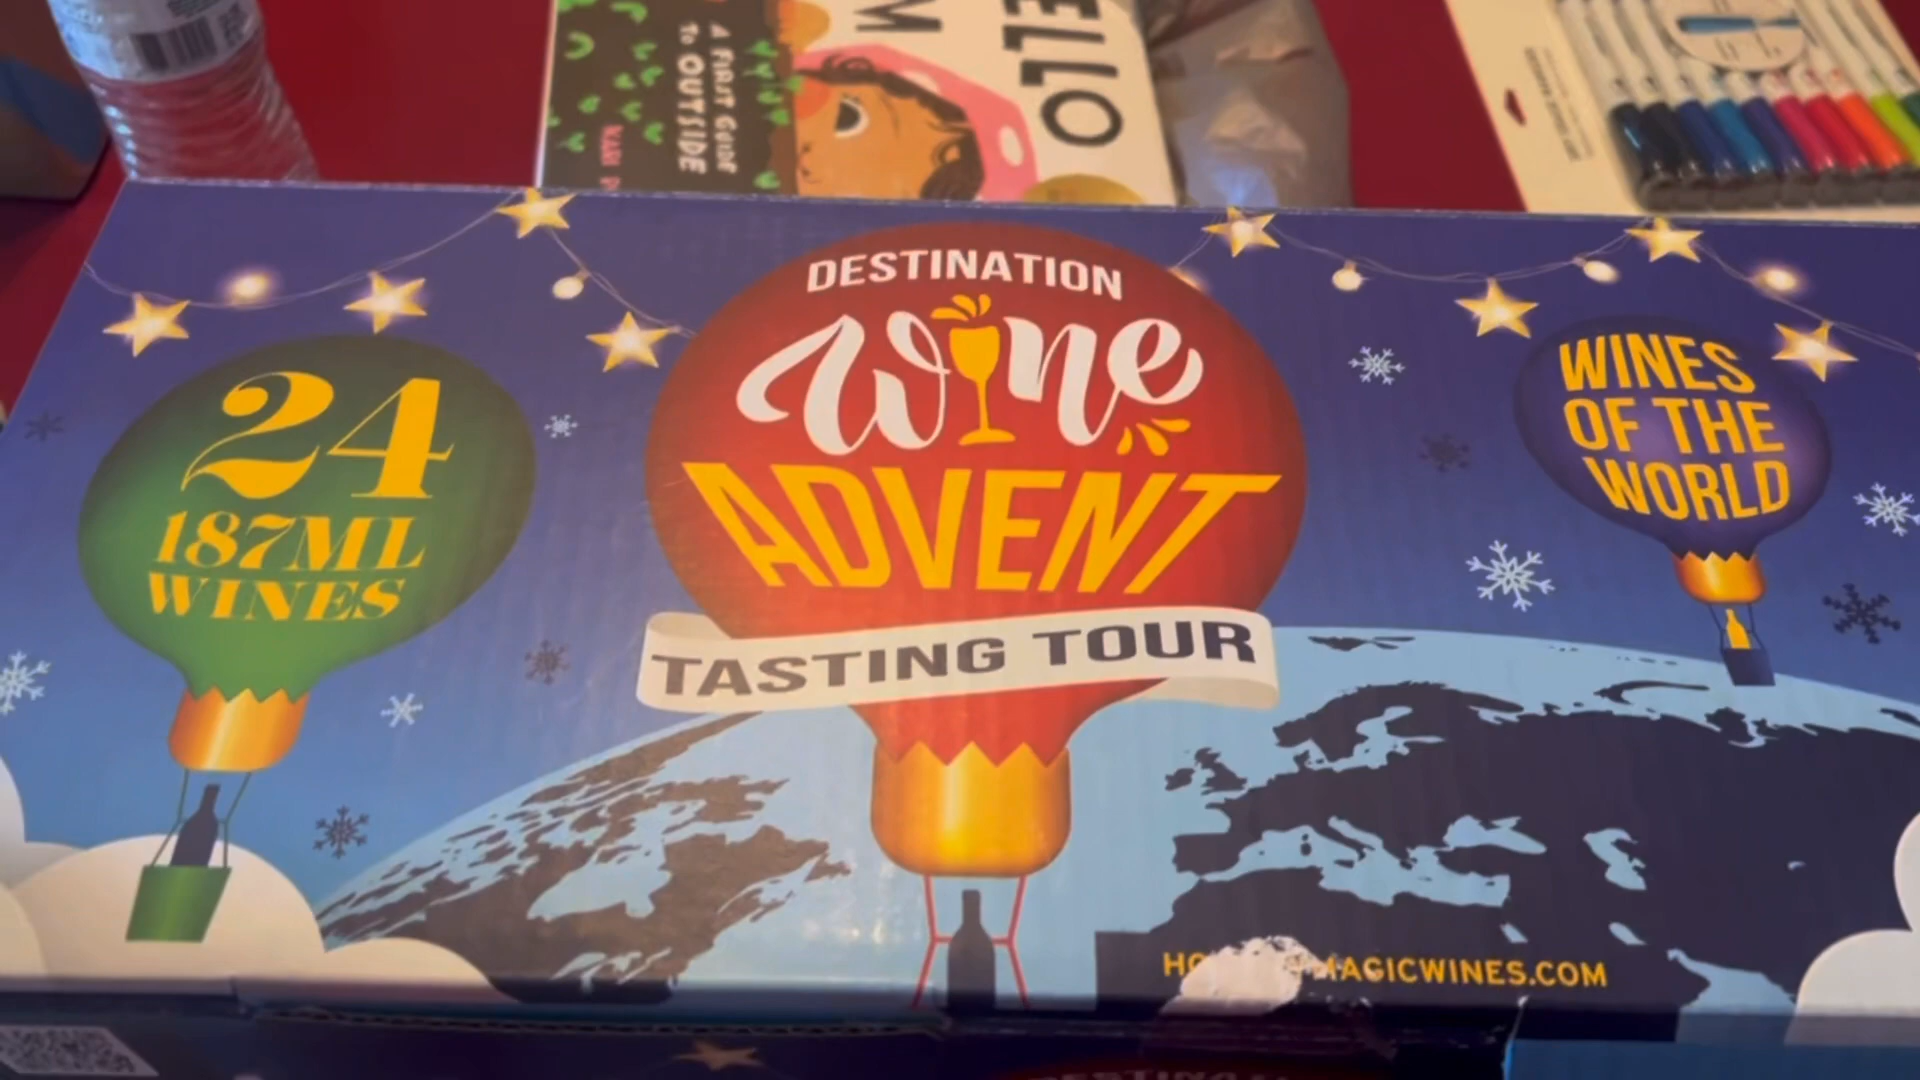 ELLO
M
A FIRST GUIDE
TO OUTSIDE
DESTINATION
Wine
ADVENT
TASTING TOUR
24
187ML
WINES
WINES
OF THE
WORLD
MAGICWINES.COM